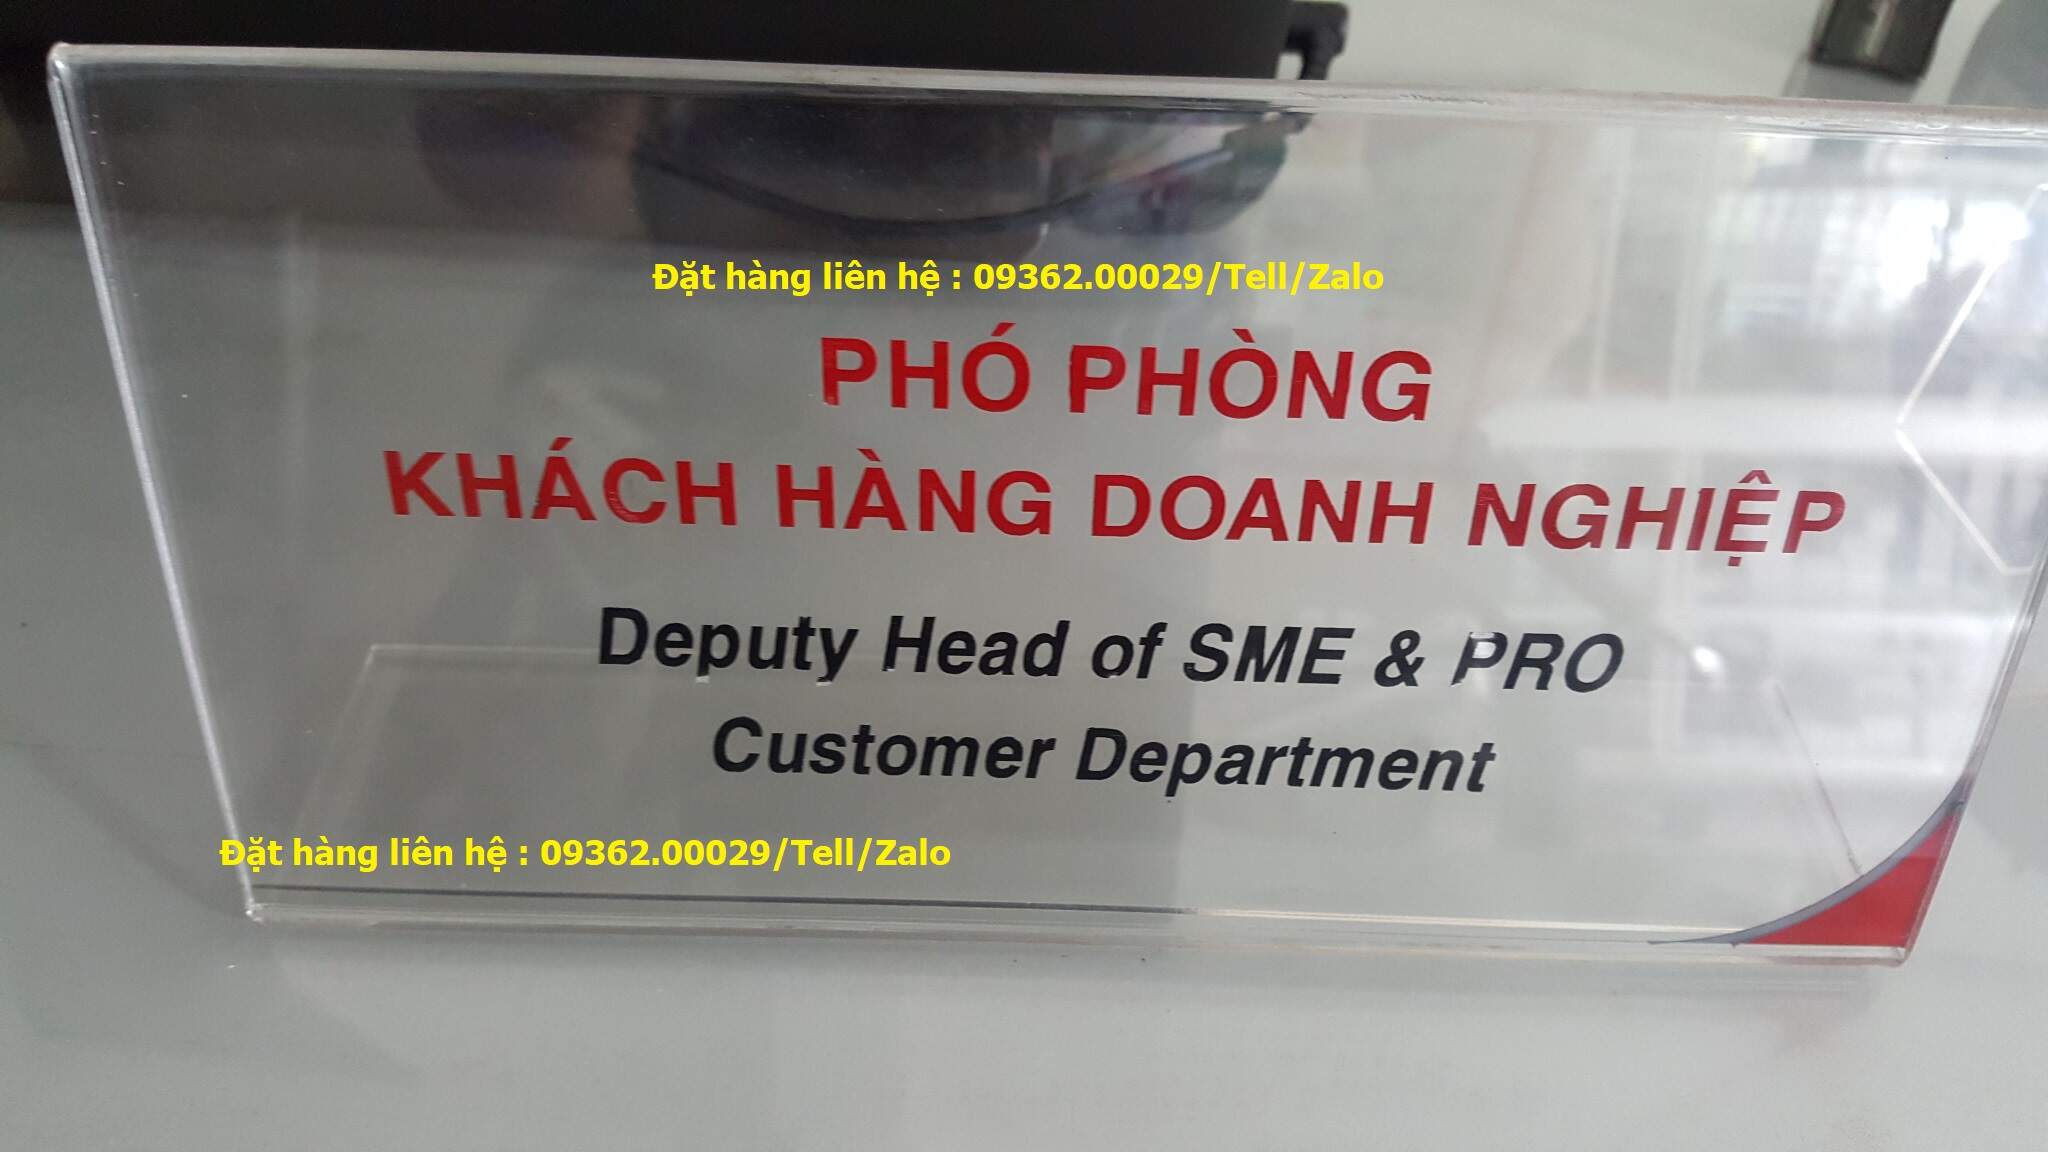 Đặt hàng liên hệ : 09362.00029/Tell/Zalo
PHÓ PHÒNG
KHÁCH HÀNG DOANH NGHIỆP
Deputy Head of SME & PRO
Customer Department
Đặt hàng liên hệ : 09362.00029/Tell/Zalo